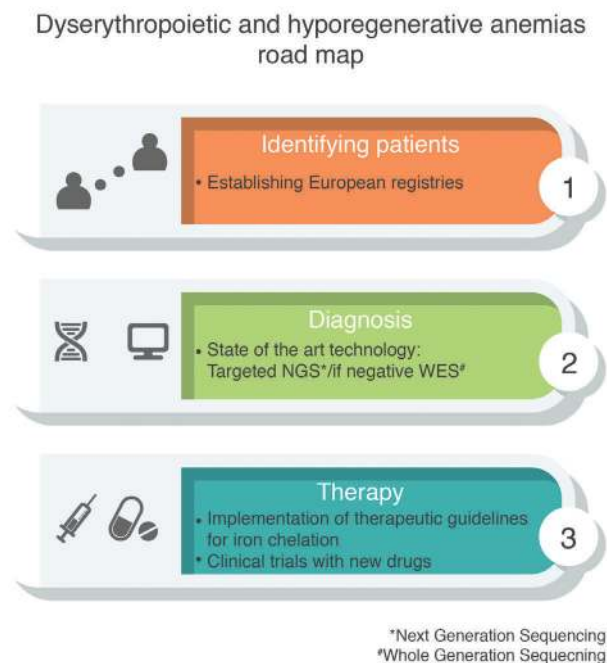 Dyserythropoietic and hyporegenerative anemias
road map
Identifying patients
• Establishing European registries
1
Diagnosis
• State of the art technology:
Targeted NGS*/if negative WES#
2
Therapy
• Implementation of therapeutic guidelines
for iron chelation
• Clinical trials with new drugs
3
*Next Generation Sequencing
#Whole Generation Sequecning